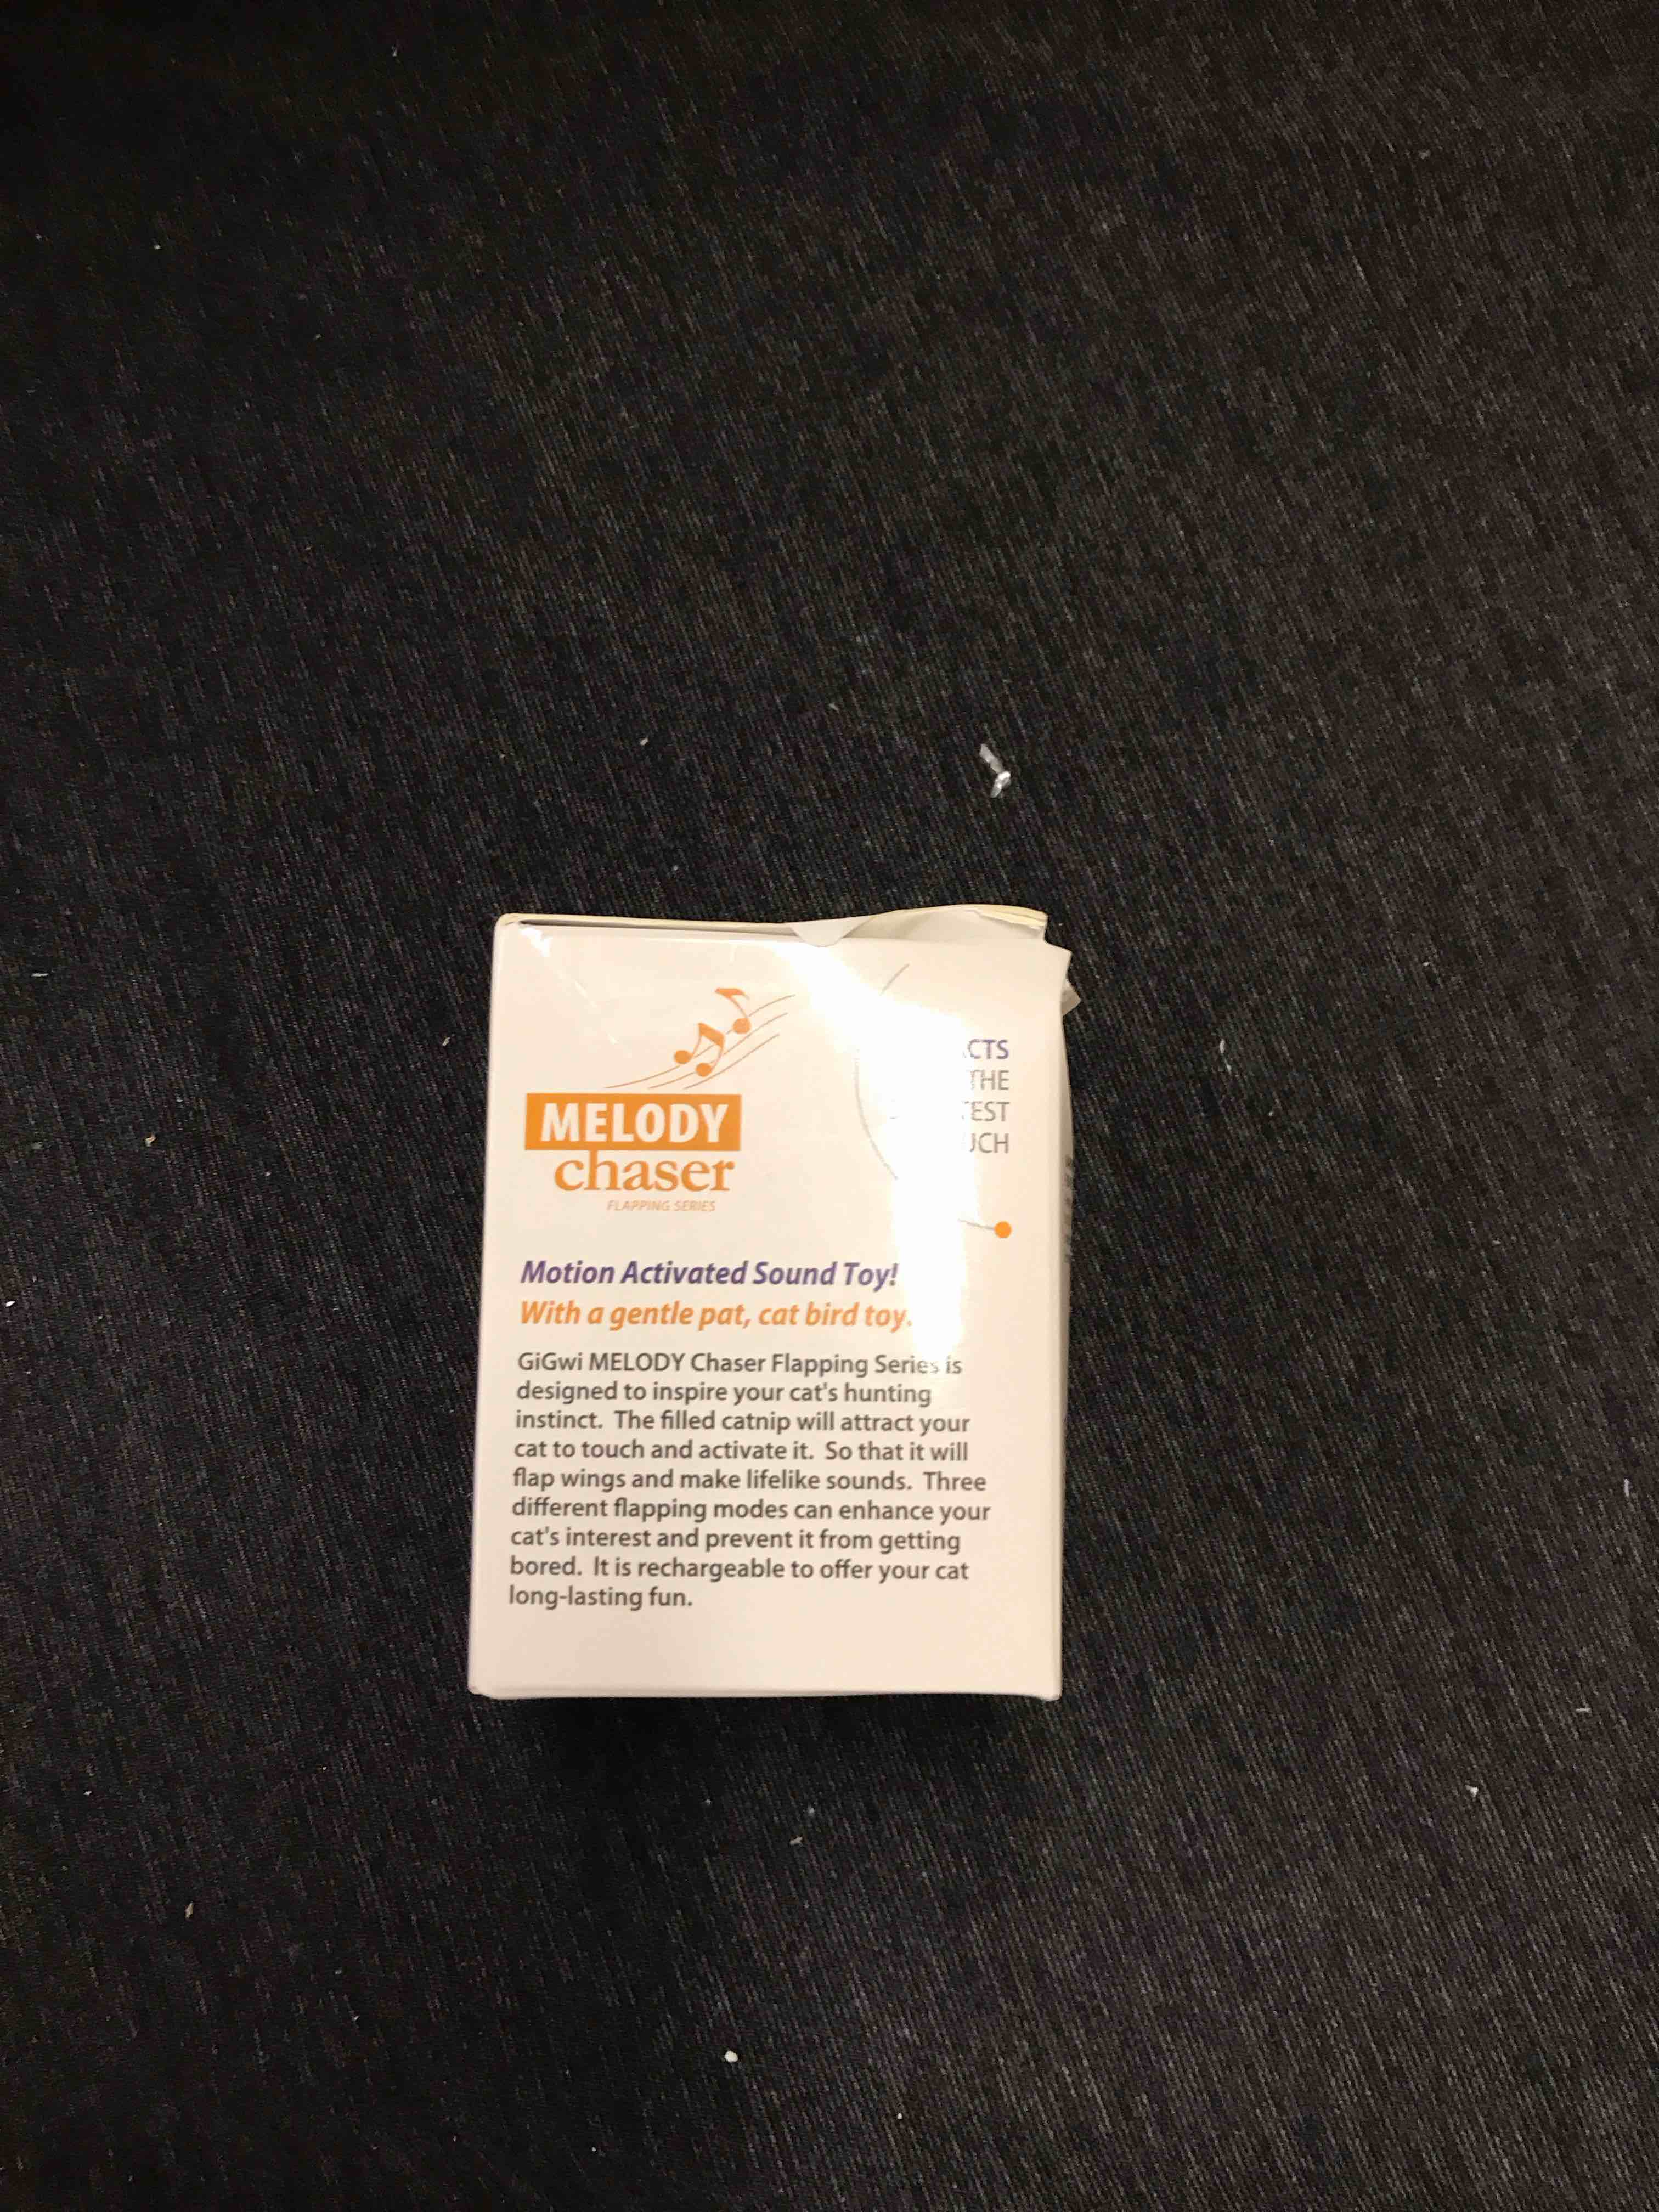 MELODY
chaser
FLAPPING SERIES
THE
Motion Activated Sound Toy!
With a gentle pat, cat bird toy.
GiGwi MELODY Chaser Flapping Series is
designed to inspire your cat's hunting
instinct. The filled catnip will attract your
cat to touch and activate it. So that it will
flap wings and make lifelike sounds. Three
different flapping modes can enhance your
cat's interest and prevent it from getting
bored. It is rechargeable to offer your cat
long-lasting fun.